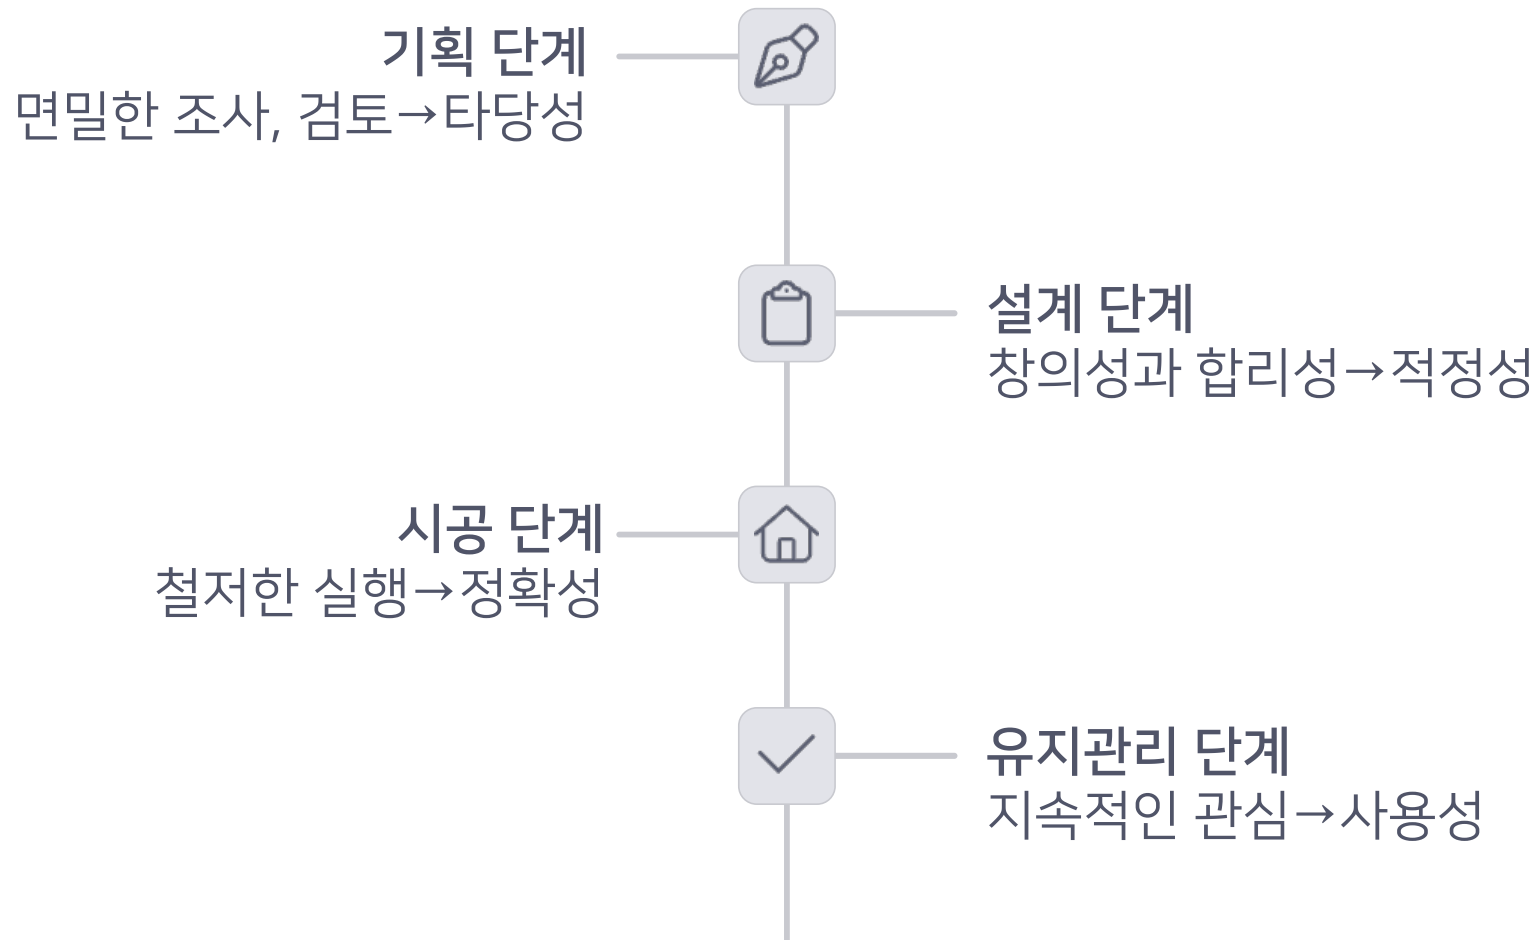 기획 단계
면밀한 조사, 검토→타당성
설계 단계
창의성과 합리성→적정성
시공 단계
철저한 실행→정확성
유지관리 단계
지속적인 관심→사용성